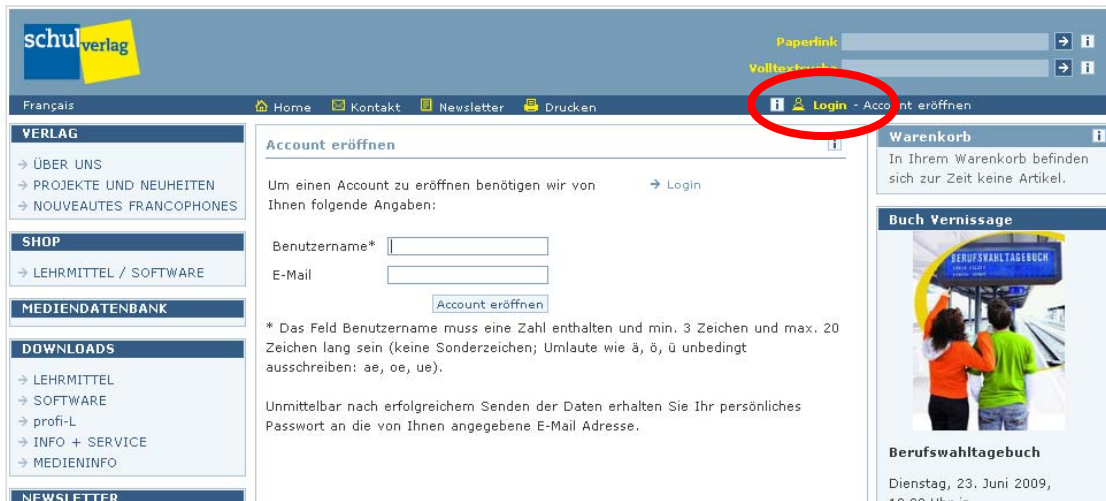 schulverlag
Paperlink
Volltextsuche
Français
Home Kontakt Newsletter Drucken
Login - Account eröffnen
VERLAG
ÜBER UNS
PROJEKTE UND NEUHEITEN
NOUVEAUTES FRANCOPHONES
SHOP
LEHRMITTEL / SOFTWARE
MEDIENDATENBANK
DOWNLOADS
LEHRMITTEL
SOFTWARE
profi-L
INFO + SERVICE
MEDIENINFO
NEWSLETTER
Account eröffnen
Um einen Account zu eröffnen benötigen wir von
Ihnen folgende Angaben:
Login
Benutzername*
E-Mail
Account eröffnen
* Das Feld Benutzername muss eine Zahl enthalten und min. 3 Zeichen und max. 20
Zeichen lang sein (keine Sonderzeichen; Umlaute wie ä, ö, ü unbedingt
ausschreiben: ae, oe, ue).
Unmittelbar nach erfolgreichem Senden der Daten erhalten Sie Ihr persönliches
Passwort an die von Ihnen angegebene E-Mail Adresse.
Warenkorb
In Ihrem Warenkorb befinden
sich zur Zeit keine Artikel.
Buch Vernissage
BERUFSWAHLTAGEBUCH
Berufswahltagebuch
Dienstag, 23. Juni 2009,